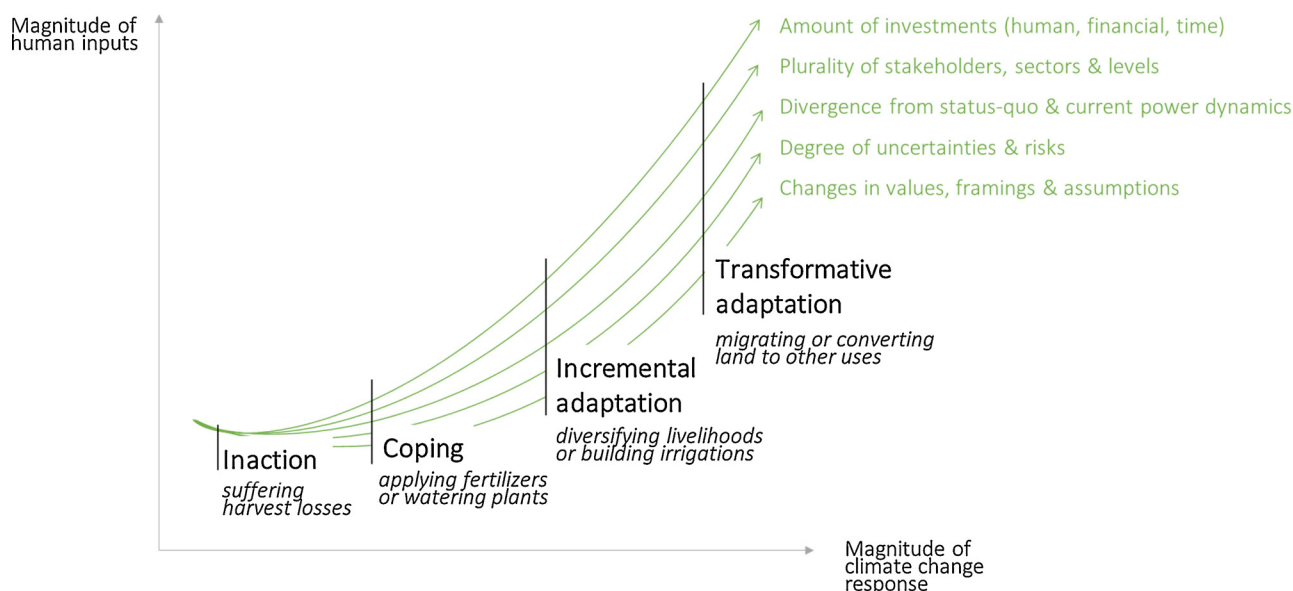 Magnitude of
human inputs
Amount of investments (human, financial, time)
Plurality of stakeholders, sectors & levels
Divergence from status-quo & current power dynamics
Degree of uncertainties & risks
Changes in values, framings & assumptions
Transformative
adaptation
migrating or converting
land to other uses
Incremental
adaptation
diversifying livelihoods
or building irrigations
Coping
applying fertilizers
or watering plants
Inaction
suffering
harvest losses
Magnitude of
climate change
response